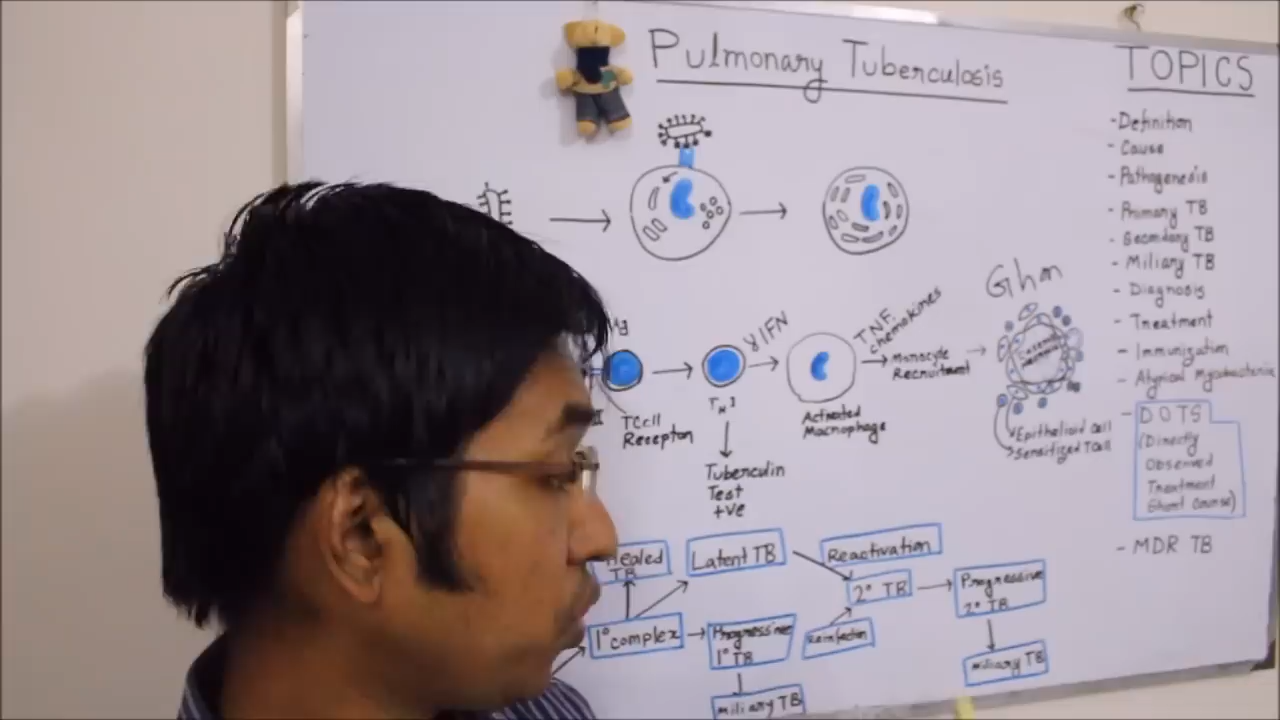 Pulmonary Tuberculosis
TOPICS
- Definition
- Cause
- Pathogenesis
- Primary TB
- Secondary TB
- Miliary TB
- Diagnosis
- Treatment
- Immunization
- Atypical Mycobacteria
- DOTS
(Directly
Observed
Treatment
Short Course)
- MDR TB
Ghon
γIFN
TNF,
chemokines
Monocyte
Recruitment
TCell
Receptor
TH1
Activated
Macrophage
Epithelioid Cell
Sensitized TCell
Tuberculin
Test
+ve
Healed
TB
Latent TB
Reactivation
2° TB
Progressive
2° TB
1° complex
Progressive
1° TB
Reinfection
Miliary TB
Miliary TB